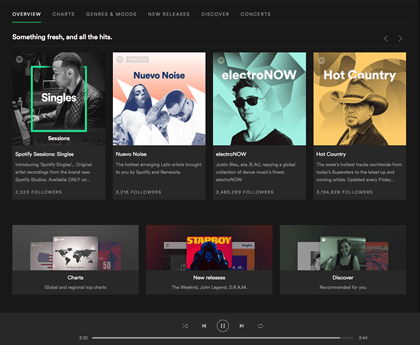 OVERVIEW CHARTS GENRES & MOODS NEW RELEASES DISCOVER CONCERTS
Something fresh, and all the hits.
Singles
Sessions
Nuevo Noise
electroNOW
Hot Country
Spotify Sessions: Singles
Introducing 'Spotify Singles'... Original
artist recordings from the brand new
Spotify Studios. Available ONLY on...
2,023 FOLLOWERS
Nuevo Noise
The hottest emerging Latin artists brought
to you by Spotify and Remezcla.
3,216 FOLLOWERS
electroNOW
Justin Blau, aka 3LAU, repping a global
collection of dance music's finest,
electroNOW
3,465,259 FOLLOWERS
Hot Country
The week's hottest tracks worldwide from
today's Superstars to the latest up and
coming artists. Updated every Friday...
3,194,828 FOLLOWERS
Charts
Global and regional top charts
STARBOY
New releases
The Weeknd, John Legend, D.R.A.M.
Discover
Recommended for you
3:32
3:44